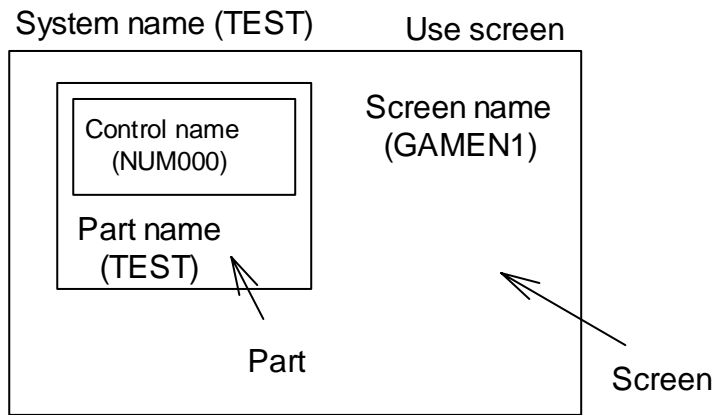 System name (TEST)
Use screen
Control name
(NUM000)
Screen name
(GAMEN1)
Part name
(TEST)
Part
Screen